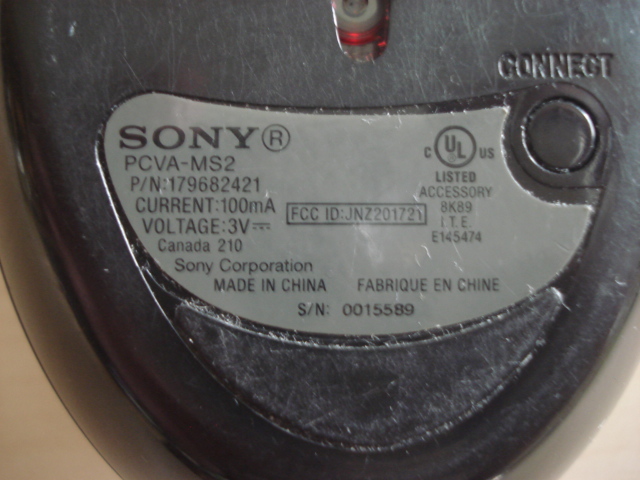 CONNECT
SONY®
PCVA-MS2
P/N:179682421
CURRENT:100mA
VOLTAGE:3V⎓
Canada 210
FCC ID:JNZ201721
C UL US
LISTED
ACCESSORY
8K89
I.T.E.
E145474
Sony Corporation
MADE IN CHINA FABRIQUE EN CHINE
S/N: 0015589